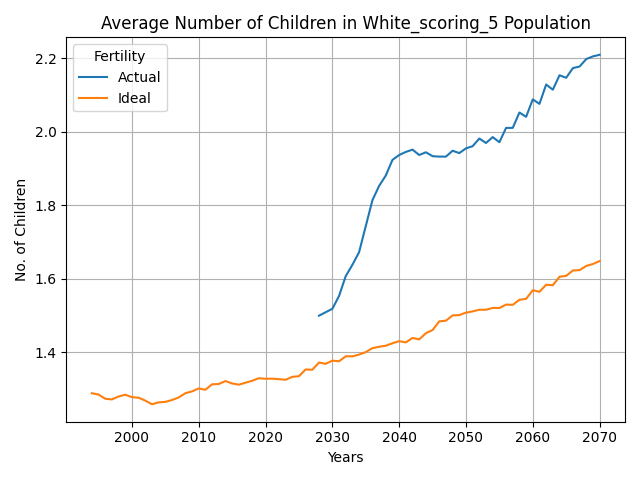 Average Number of Children in White_scoring_5 Population
Fertility
Actual
Ideal
2.2
2.0
1.8
1.6
1.4
No. of Children
2000 2010 2020 2030 2040 2050 2060 2070
Years